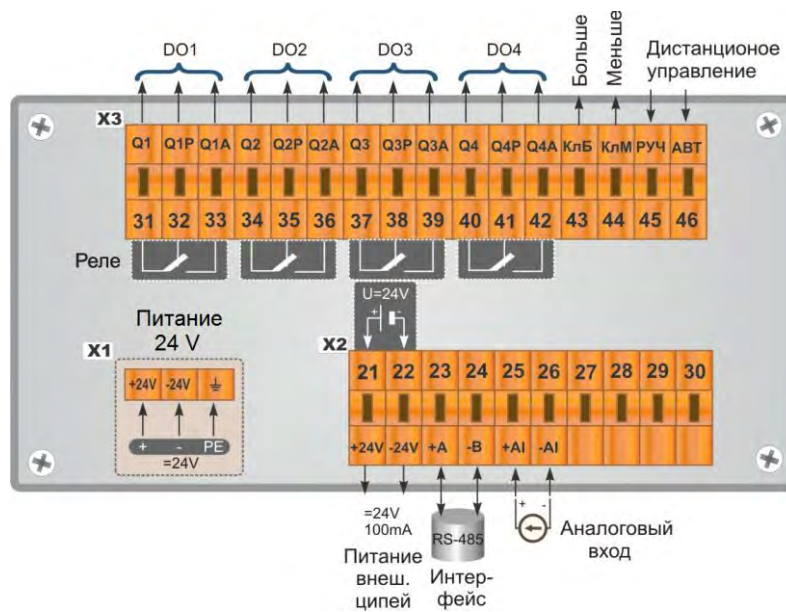 DO1 DO2 DO3 DO4 Больше Меньше Дистанционое
управление
X3
Q1 Q1P Q1A Q2 Q2P Q2A Q3 Q3P Q3A Q4 Q4P Q4A КлБ КлМ РУЧ АВТ
31 32 33 34 35 36 37 38 39 40 41 42 43 44 45 46
Реле
U=24V
+ -
Питание
24 V
X1
+24V -24V
+ - PE
=24V
X2
21 22 23 24 25 26 27 28 29 30
+24V -24V +A -B +AI -AI
=24V
100mA
Питание
внеш.
ципей
RS-485
Интер-
фейс
+ -
Аналоговый
вход